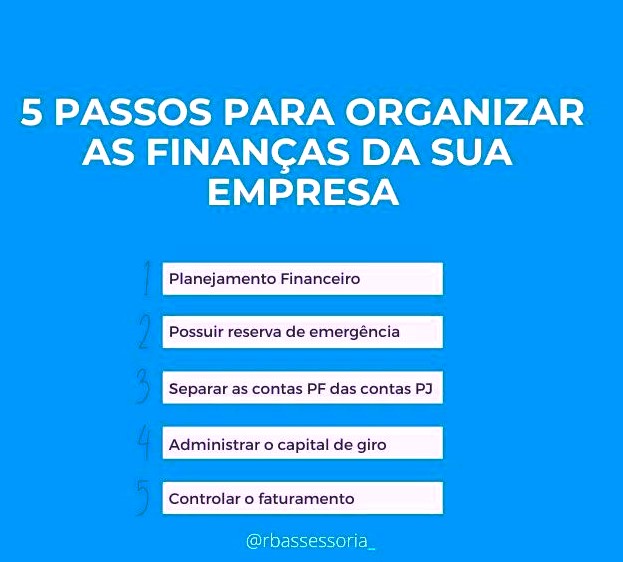 5 PASSOS PARA ORGANIZAR
AS FINANÇAS DA SUA
EMPRESA
1 Planejamento Financeiro
2 Possuir reserva de emergência
3 Separar as contas PF das contas PJ
4 Administrar o capital de giro
5 Controlar o faturamento
@rbassessoria_